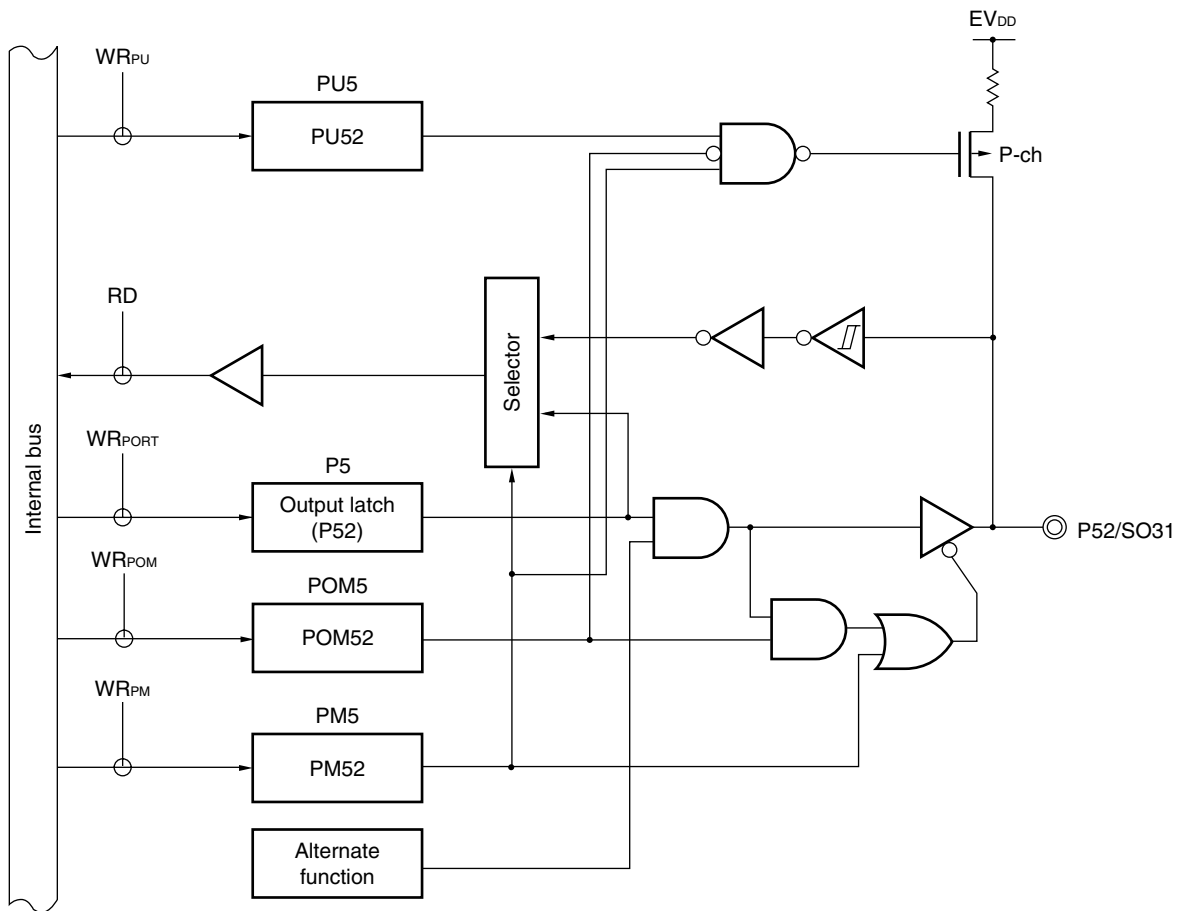 EVDD
WRPU
PU5
PU52
P-ch
RD
Selector
Internal bus
WRPORT
P5
Output latch
(P52)
P52/SO31
WRPOM
POM5
POM52
WRPM
PM5
PM52
Alternate
function